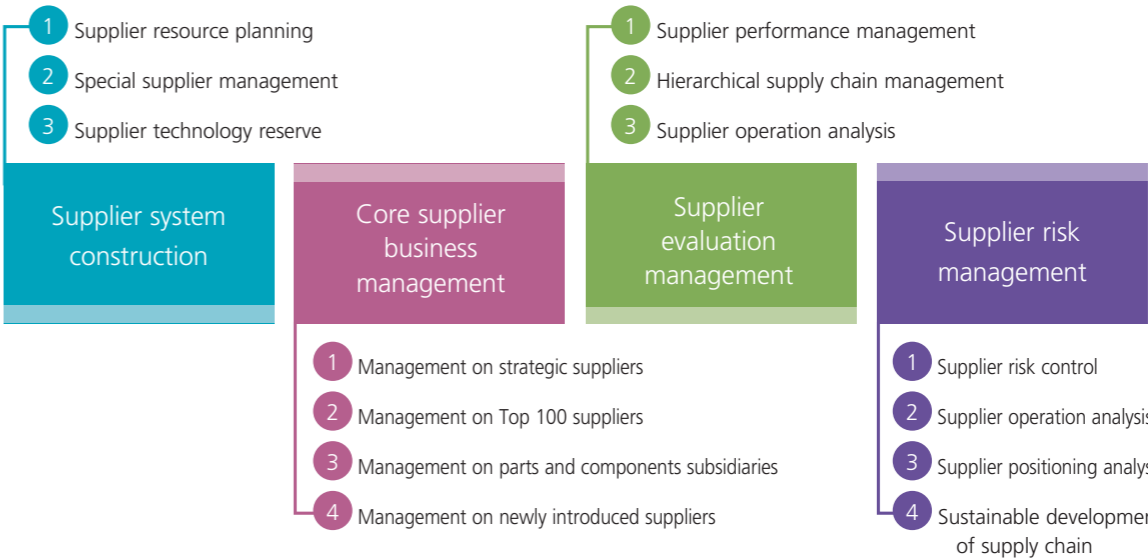 1 Supplier resource planning
2 Special supplier management
3 Supplier technology reserve
Supplier system
construction
Core supplier
business
management
1 Management on strategic suppliers
2 Management on Top 100 suppliers
3 Management on parts and components subsidiaries
4 Management on newly introduced suppliers
1 Supplier performance management
2 Hierarchical supply chain management
3 Supplier operation analysis
Supplier
evaluation
management
Supplier risk
management
1 Supplier risk control
2 Supplier operation analysis
3 Supplier positioning
4 Sustainable
of supply chain